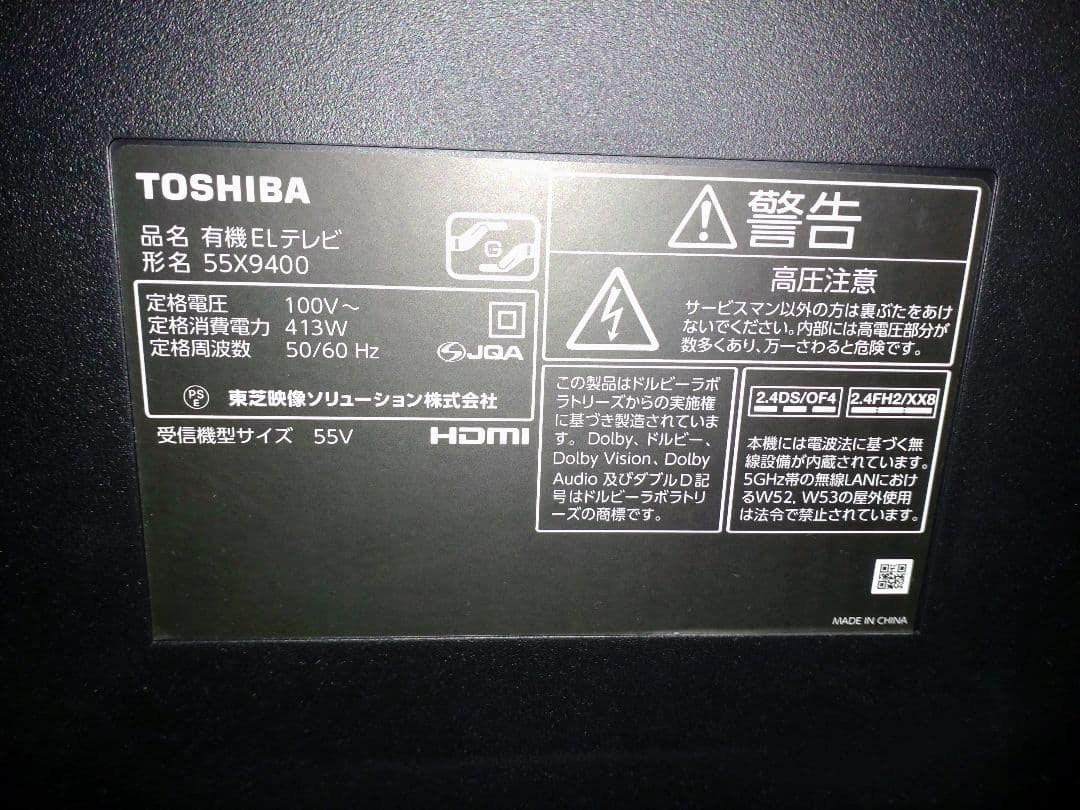 TOSHIBA
品名 有機ELテレビ
形名 55X9400
G
定格電圧 100V～
定格消費電力 413W
定格周波数 50/60 Hz
JQA
PS
E
東芝映像ソリューション株式会社
受信機型サイズ 55V
HDMI
警告
高圧注意
サービスマン以外の方は裏ぶたをあけ
ないでください。内部には高電圧部分が
数多くあり、万一さわると危険です。
この製品はドルビーラボ
ラトリーズからの実施権
に基づき製造されていま
す。Dolby、ドルビー、
Dolby Vision、Dolby
Audio 及びダブルD記
号はドルビーラボラトリ
ーズの商標です。
2.4DS/OF4
2.4FH2/XX8
本機には電波法に基づく無
線設備が内蔵されています。
5GHz帯の無線LANにおけ
るW52, W53の屋外使用
は法令で禁止されています。
MADE IN CHINA